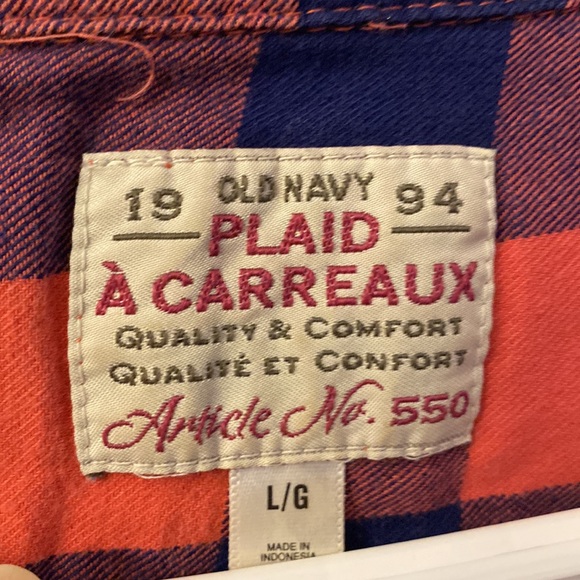 19 OLD NAVY 94
PLAID
À CARREAUX
QUALITY & COMFORT
QUALITÉ ET CONFORT
Article No. 550
L/G
MADE IN
INDONESIA